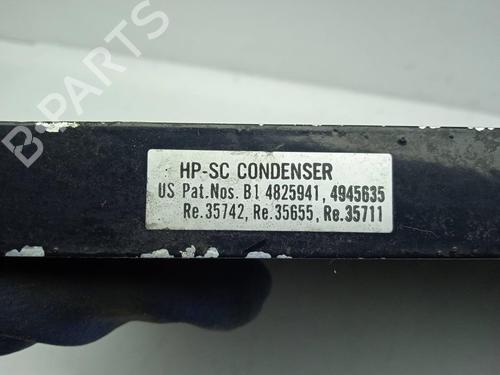 B-PARTS
HP-SC CONDENSER
US Pat.Nos. B1 4825941, 4945635
Re.35742, Re.35655, Re.35711